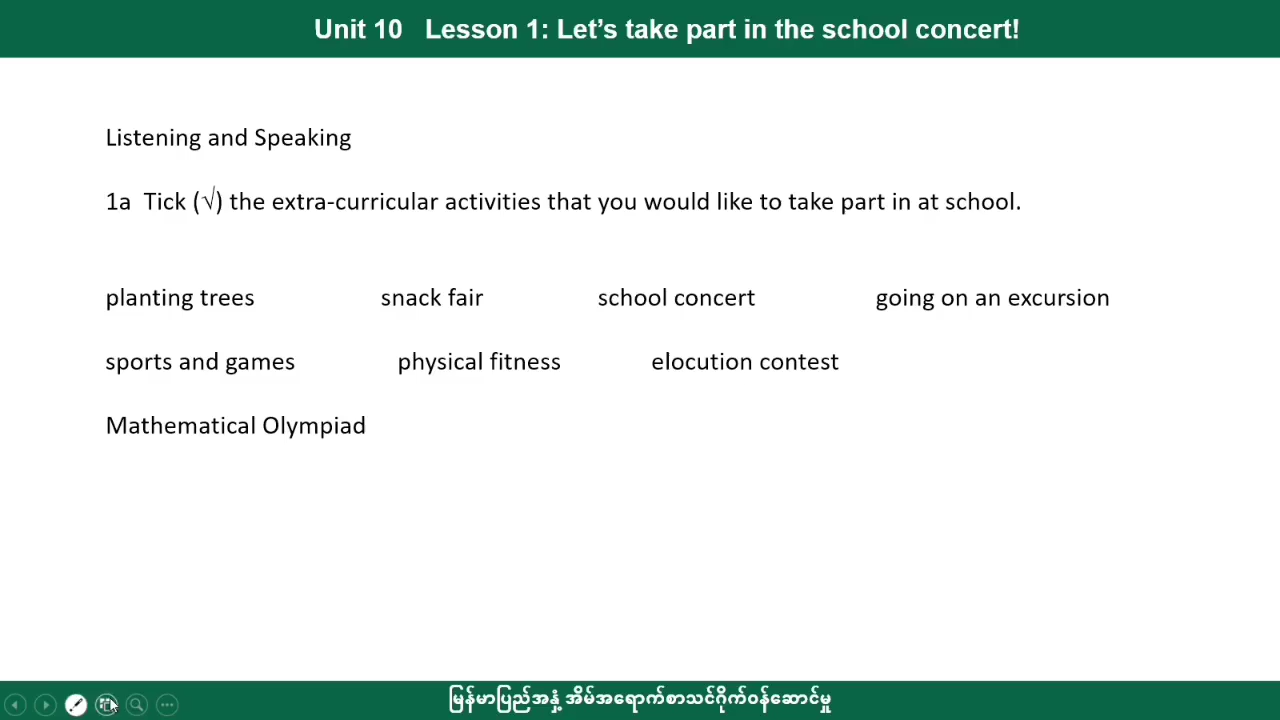 Unit 10 Lesson 1: Let’s take part in the school concert!
Listening and Speaking
1a Tick (√) the extra-curricular activities that you would like to take part in at school.
planting trees snack fair school concert going on an excursion
sports and games physical fitness elocution contest
Mathematical Olympiad
မြန်မာပြည်အနှံ့ အိမ်အရောက်စာသင်ဂိုက်ဝန်ဆောင်မှု